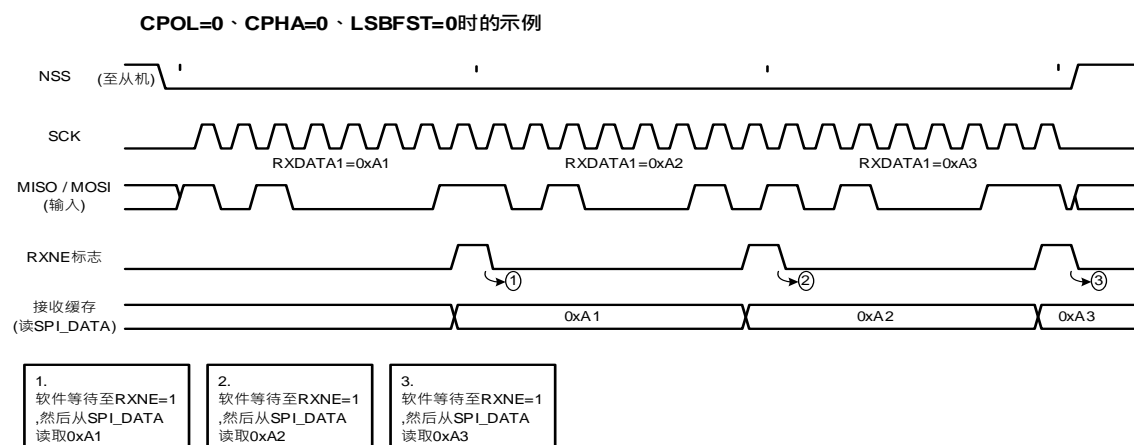 CPOL=0、CPHA=0、LSBFST=0时的示例
NSS (至从机)
SCK
RXDATA1=0xA1 RXDATA1=0xA2 RXDATA1=0xA3
MISO / MOSI
(输入)
RXNE标志
① ② ③
接收缓存
(读SPI_DATA)
0xA1 0xA2 0xA3
1.
软件等待至RXNE=1
,然后从SPI_DATA
读取0xA1
2.
软件等待至RXNE=1
,然后从SPI_DATA
读取0xA2
3.
软件等待至RXNE=1
,然后从SPI_DATA
读取0xA3